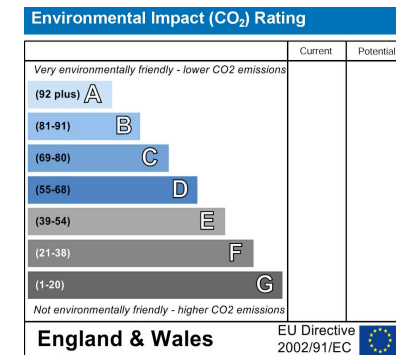 Environmental Impact (CO₂) Rating
Current Potential
Very environmentally friendly - lower CO2 emissions
(92 plus) A
(81-91) B
(69-80) C
(55-68) D
(39-54) E
(21-38) F
(1-20) G
Not environmentally friendly - higher CO2 emissions
England & Wales
EU Directive
2002/91/EC